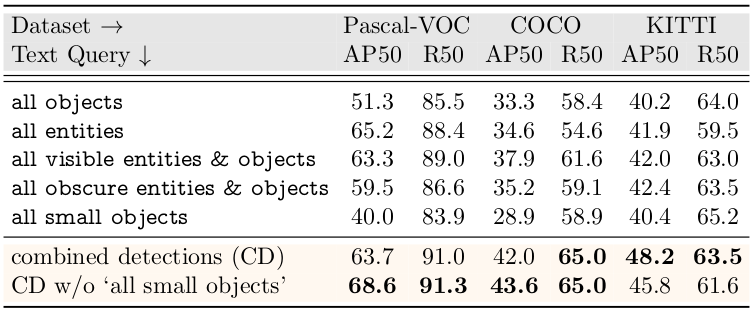 Dataset → Pascal-VOC COCO KITTI
Text Query ↓ AP50 R50 AP50 R50 AP50 R50
all objects 51.3 85.5 33.3 58.4 40.2 64.0
all entities 65.2 88.4 34.6 54.6 41.9 59.5
all visible entities & objects 63.3 89.0 37.9 61.6 42.0 63.0
all obscure entities & objects 59.5 86.6 35.2 59.1 42.4 63.5
all small objects 40.0 83.9 28.9 58.9 40.4 65.2
combined detections (CD) 63.7 91.0 42.0 65.0 48.2 63.5
CD w/o ‘all small objects’ 68.6 91.3 43.6 65.0 45.8 61.6